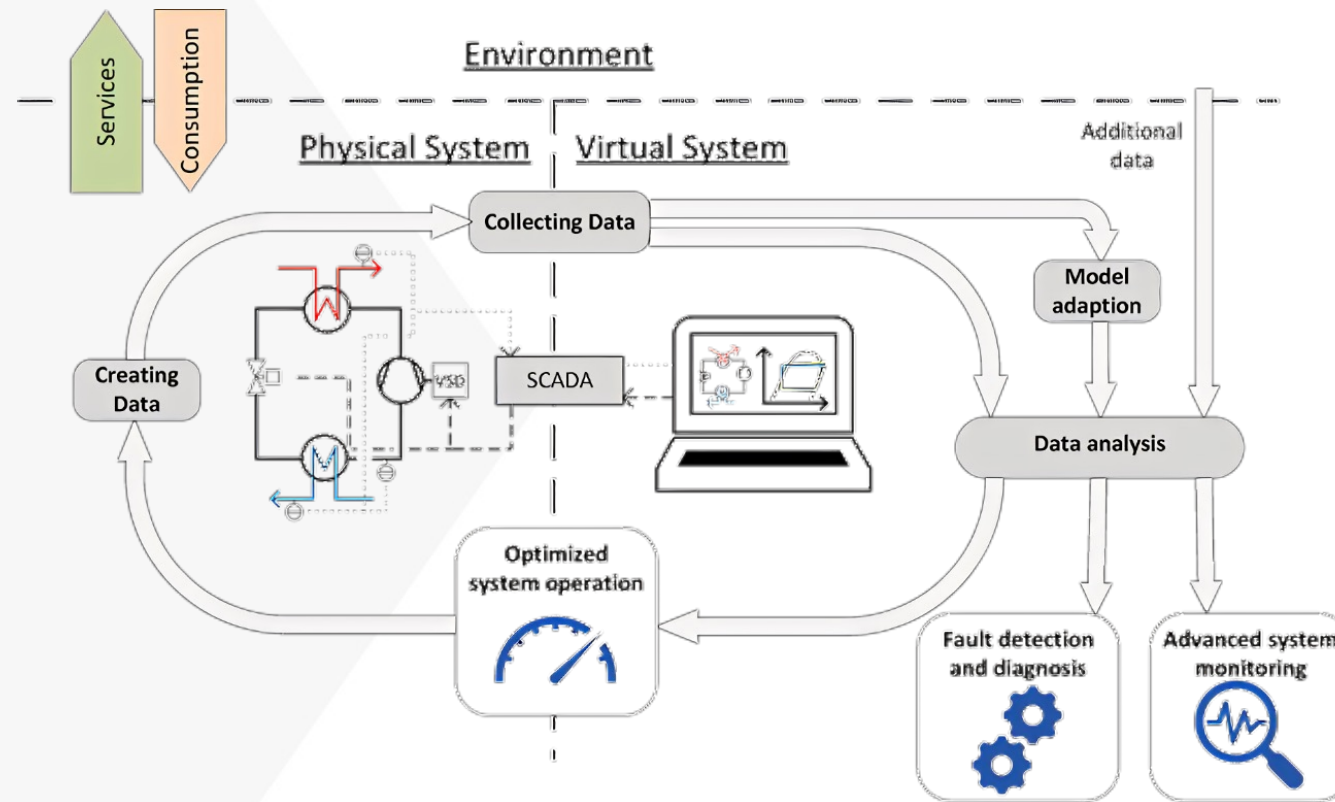 Services
Consumption
Environment
Physical System
Virtual System
Additional
data
Collecting Data
Model
adaption
Creating
Data
VSD
SCADA
Data analysis
Optimized
system operation
Fault detection
and diagnosis
Advanced system
monitoring